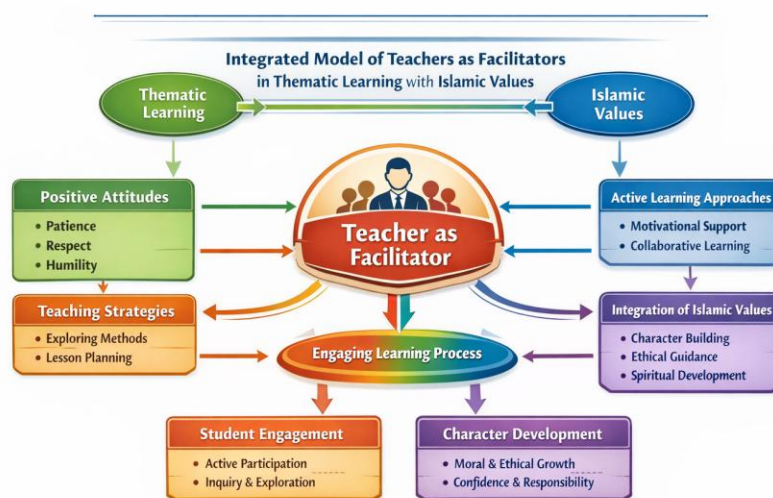 Integrated Model of Teachers as Facilitators
in Thematic Learning with Islamic Values
Thematic
Learning
Islamic
Values
Positive Attitudes
• Patience
• Respect
• Humility
Teacher as
Facilitator
Active Learning Approaches
• Motivational Support
• Collaborative Learning
Teaching Strategies
• Exploring Methods
• Lesson Planning
Engaging Learning Process
Integration of Islamic Values
• Character Building
• Ethical Guidance
• Spiritual Development
Student Engagement
• Active Participation
• Inquiry & Exploration
Character Development
• Moral & Ethical Growth
• Confidence & Responsibility